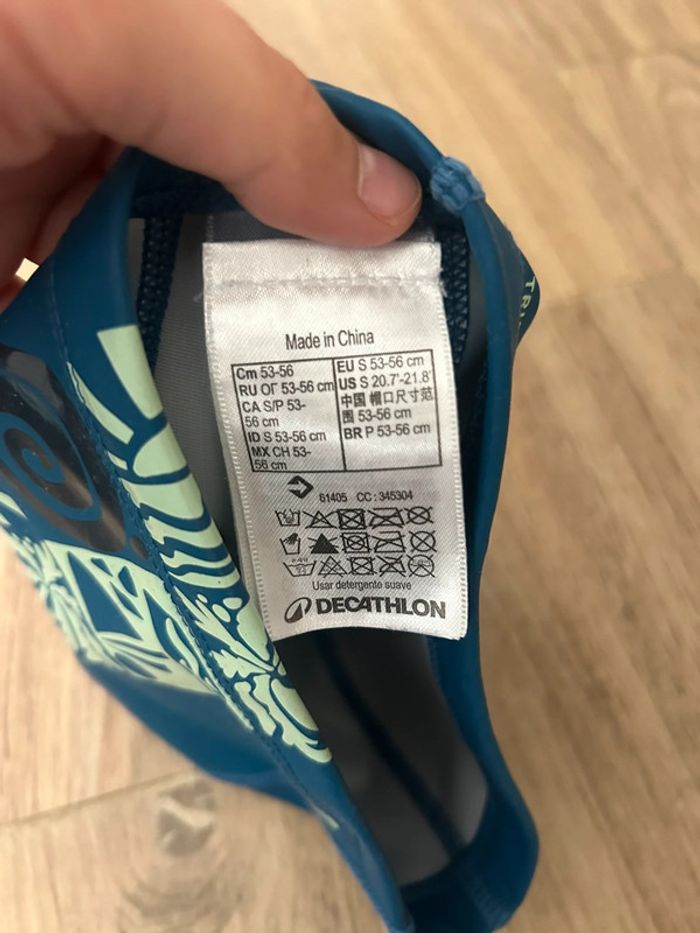 Made in China
Cm 53-56
RU ОГ 53-56 cm
CA S/P 53-
56 cm
ID S 53-56 cm
MX CH 53-
56 cm
EU S 53-56 cm
US S 20.7'-21.8'
中国 帽口尺寸范
围 53-56 cm
BR P 53-56 cm
61405 CC : 345304
Usar detergente suave
DECATHLON